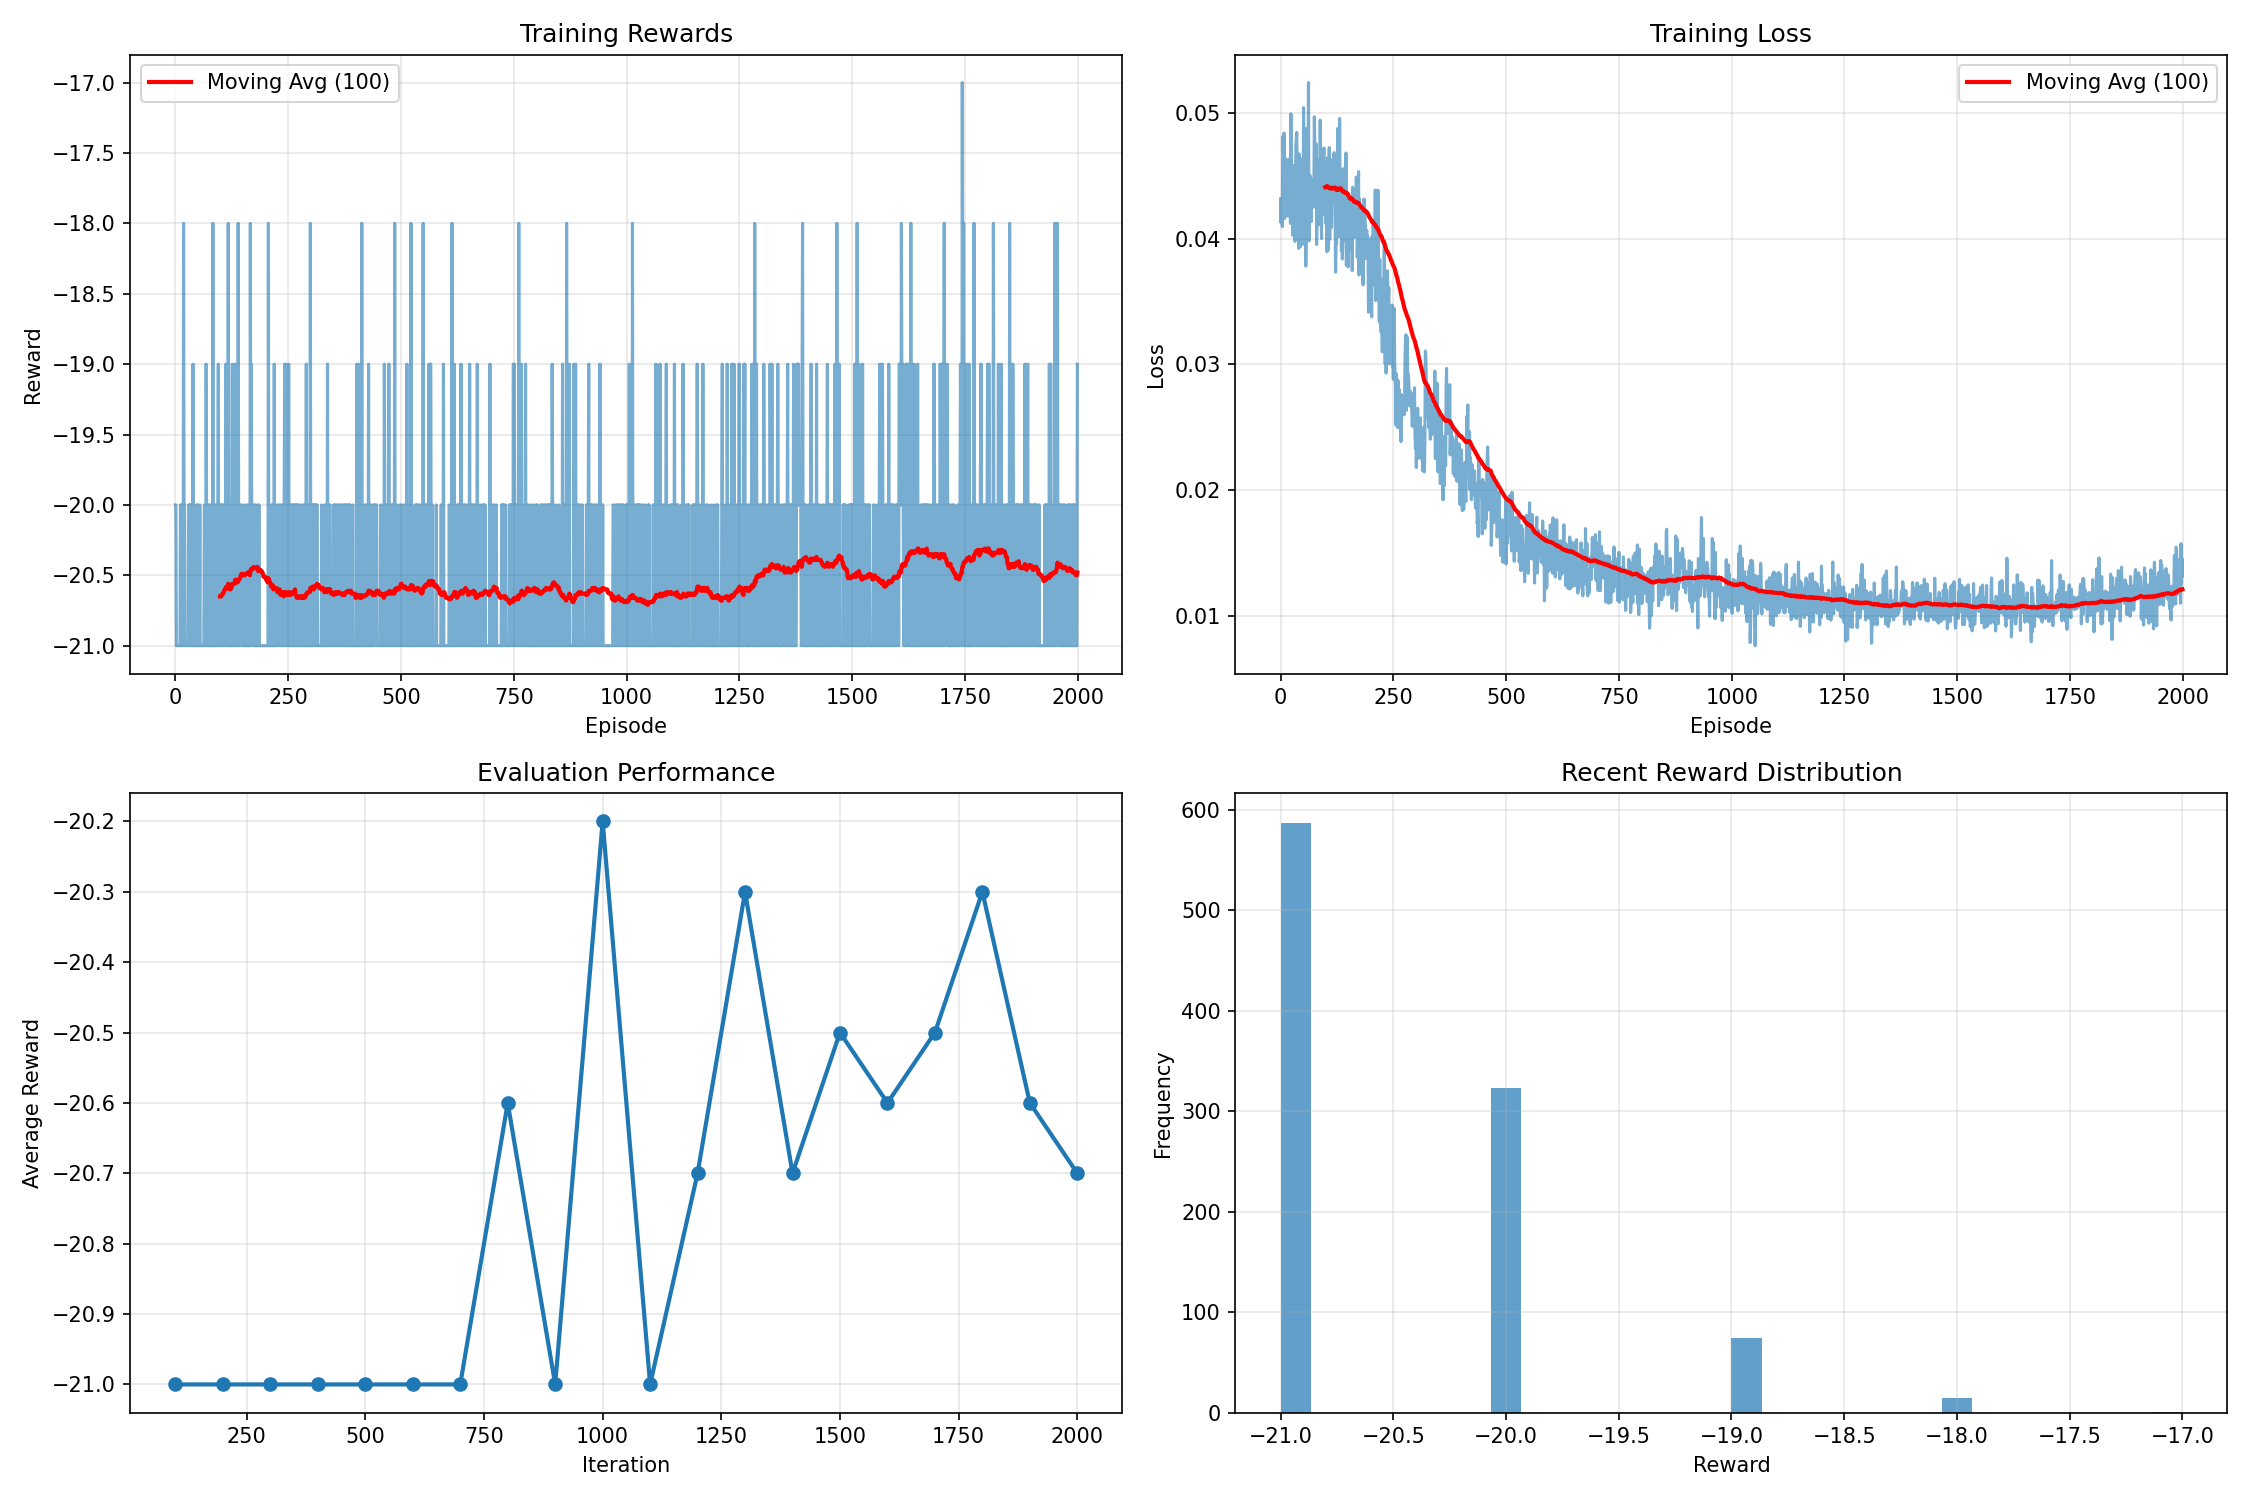 Training Rewards
Moving Avg (100)
−17.0
−17.5
−18.0
−18.5
−19.0
−19.5
−20.0
−20.5
−21.0
Reward
0 250 500 750 1000 1250 1500 1750 2000
Episode
Training Loss
Moving Avg (100)
0.05
0.04
0.03
0.02
0.01
Loss
0 250 500 750 1000 1250 1500 1750 2000
Episode
Evaluation Performance
−20.2
−20.3
−20.4
−20.5
−20.6
−20.7
−20.8
−20.9
−21.0
Average Reward
250 500 750 1000 1250 1500 1750 2000
Iteration
Recent Reward Distribution
600
500
400
300
200
100
0
Frequency
−21.0 −20.5 −20.0 −19.5 −19.0 −18.5 −18.0 −17.5 −17.0
Reward